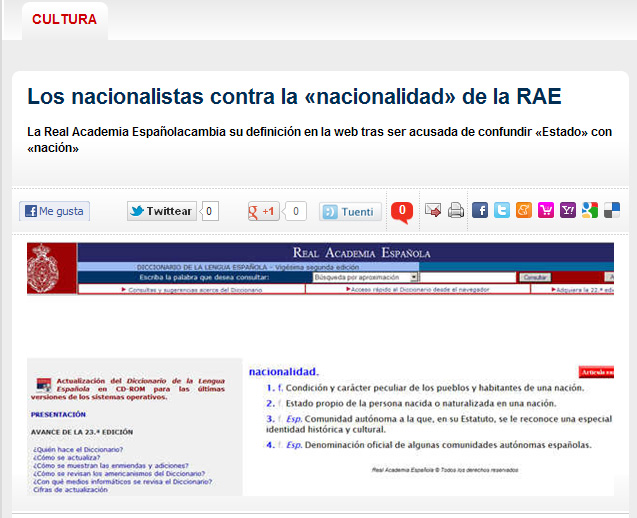 CULTURA
Los nacionalistas contra la «nacionalidad» de la RAE
La Real Academia Españolacambia su definición en la web tras ser acusada de confundir «Estado» con
«nación»
Me gusta Twittear 0 +1 0 Tuenti 0
REAL ACADEMIA ESPAÑOLA
DICCIONARIO DE LA LENGUA ESPAÑOLA - Vigésima segunda edición
Escriba la palabra que desea consultar: Búsqueda por aproximación Consultar
Consultas y sugerencias acerca del Diccionario Acceso rápido al Diccionario desde el navegador Adquiera la 22.ª
Actualización del Diccionario de la Lengua
Española en CD-ROM para las últimas
versiones de los sistemas operativos.
PRESENTACIÓN
AVANCE DE LA 23.ª EDICIÓN
¿Quién hace el Diccionario?
¿Cómo se actualiza?
¿Cómo se muestran las enmiendas y adiciones?
¿Cómo se revisan los americanismos del Diccionario?
¿Con qué medios informáticos se revisa el Diccionario?
Cifras de actualización
nacionalidad.
Artículo
1. f. Condición y carácter peculiar de los pueblos y habitantes de una nación.
2. f. Estado propio de la persona nacida o naturalizada en una nación.
3. f. Esp. Comunidad autónoma a la que, en su Estatuto, se le reconoce una especial
identidad histórica y cultural.
4. f. Esp. Denominación oficial de algunas comunidades autónomas españolas.
Real Academia Española © Todos los derechos reservados